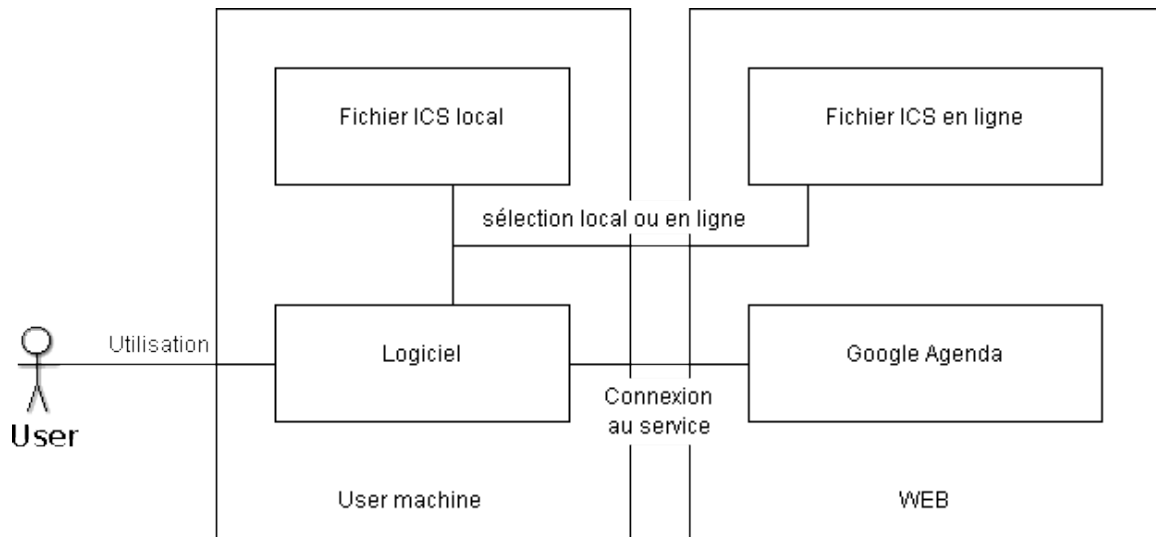 Fichier ICS local
Fichier ICS en ligne
sélection local ou en ligne
Utilisation
Logiciel
Google Agenda
Connexion
au service
User
User machine
WEB